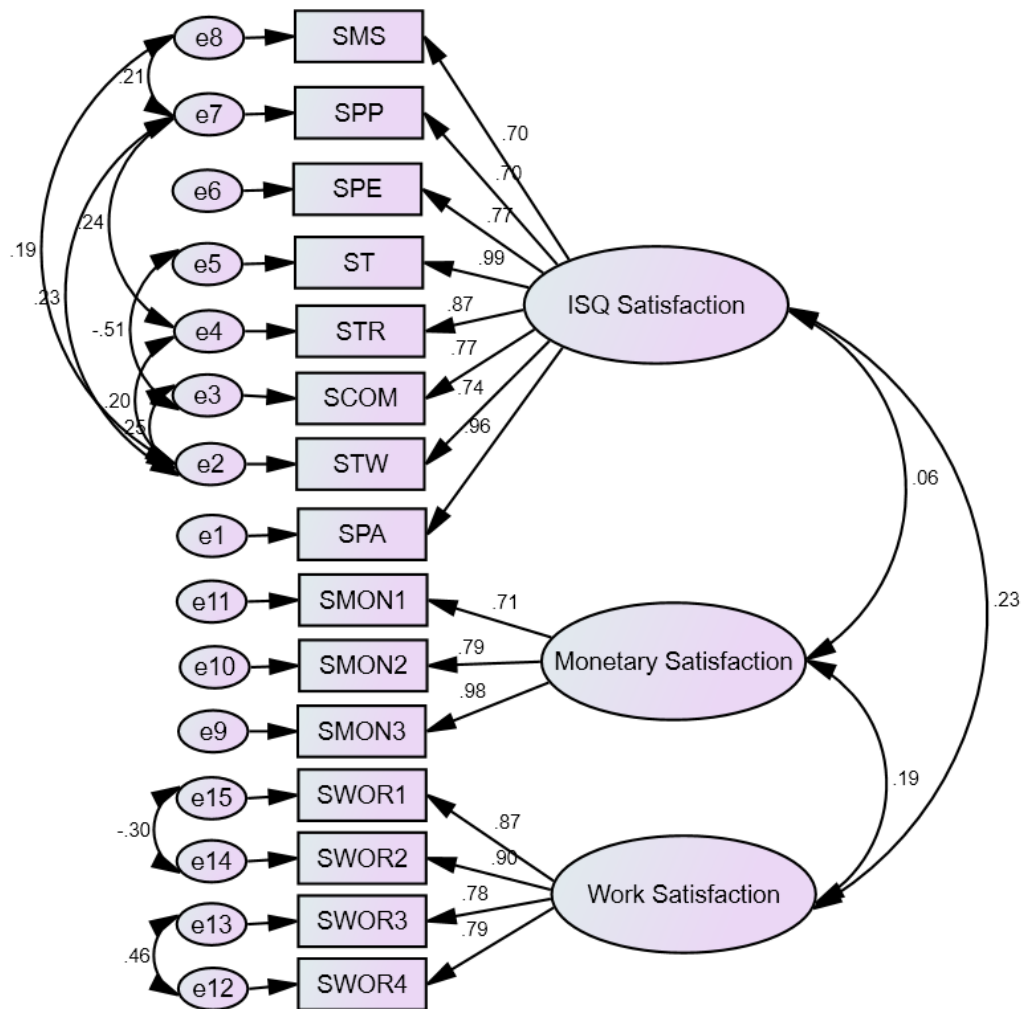 e8 SMS
.21
e7 SPP
.70
.70
e6 SPE
.77
.24
.19
e5 ST
.99
ISQ Satisfaction
.23
-.51
e4 STR
.87
.77
e3 SCOM
.74
.20
.25
.96
e2 STW
.06
e1 SPA
e11 SMON1
.71
.23
e10 SMON2
.79
Monetary Satisfaction
.98
e9 SMON3
.19
e15 SWOR1
.87
-.30
e14 SWOR2
.90
.78
Work Satisfaction
e13 SWOR3
.79
.46
e12 SWOR4